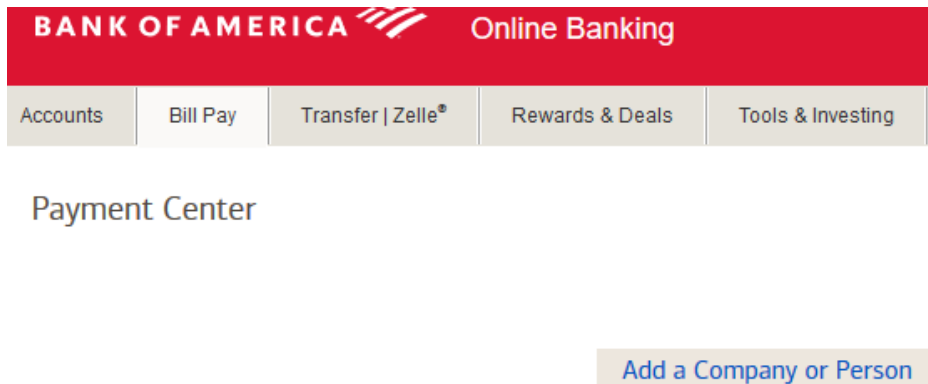 BANK OF AMERICA Online Banking
Accounts Bill Pay Transfer | Zelle® Rewards & Deals Tools & Investing
Payment Center
Add a Company or Person